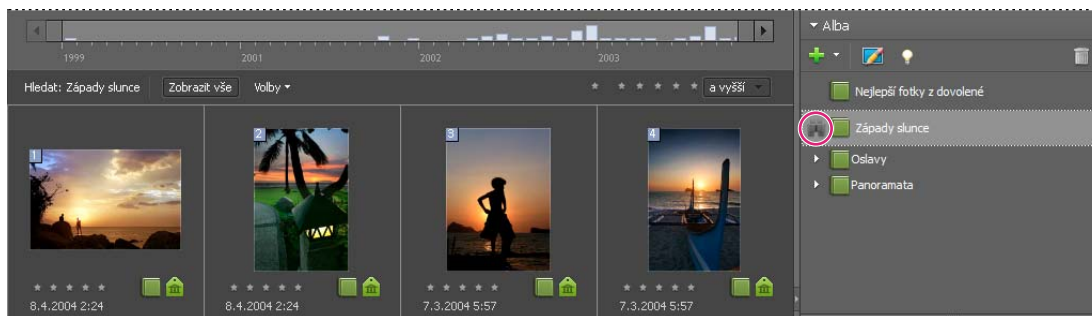 1999 2001 2002 2003
Hledat: Západy slunce Zobrazit vše Volby a vyšší
1 2 3 4
8.4.2004 2:24 8.4.2004 2:24 7.3.2004 5:57 7.3.2004 5:57
Alba
Nejlepší fotky z dovolené
Západy slunce
Oslavy
Panoramata